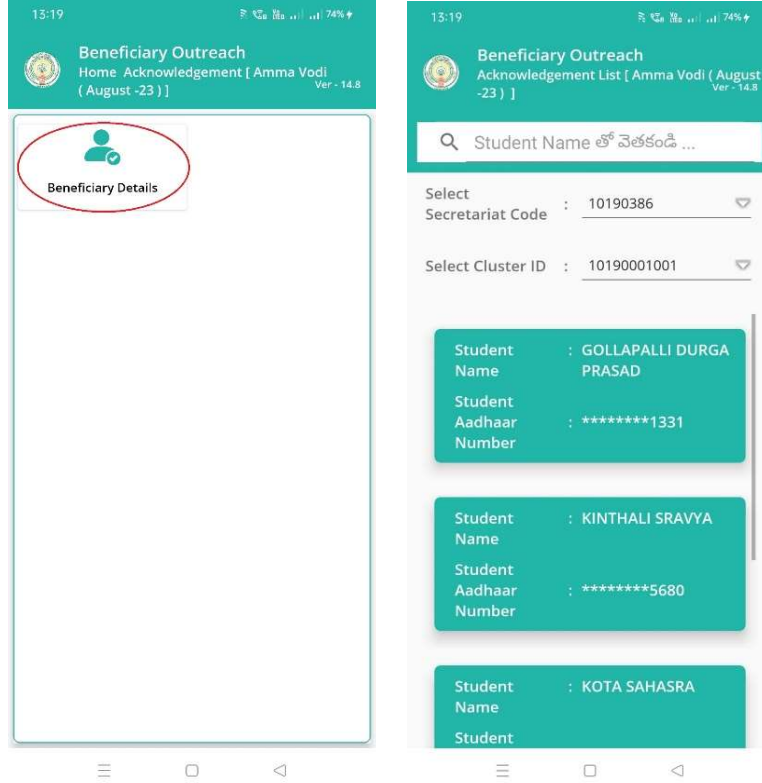 13:19
74%
Beneficiary Outreach
Home Acknowledgement [ Amma Vodi
( August -23 ) ]
Ver - 14.8
Beneficiary Details
13:19
74%
Beneficiary Outreach
Acknowledgement List [ Amma Vodi ( August
-23 ) ]
Ver - 14.8
Student Name తో వెతకండి ...
Select
Secretariat Code : 10190386
Select Cluster ID : 10190001001
Student : GOLLAPALLI DURGA
Name PRASAD
Student
Aadhaar : ********1331
Number
Student : KINTHALI SRAVYA
Name
Student
Aadhaar : ********5680
Number
Student : KOTA SAHASRA
Name
Student